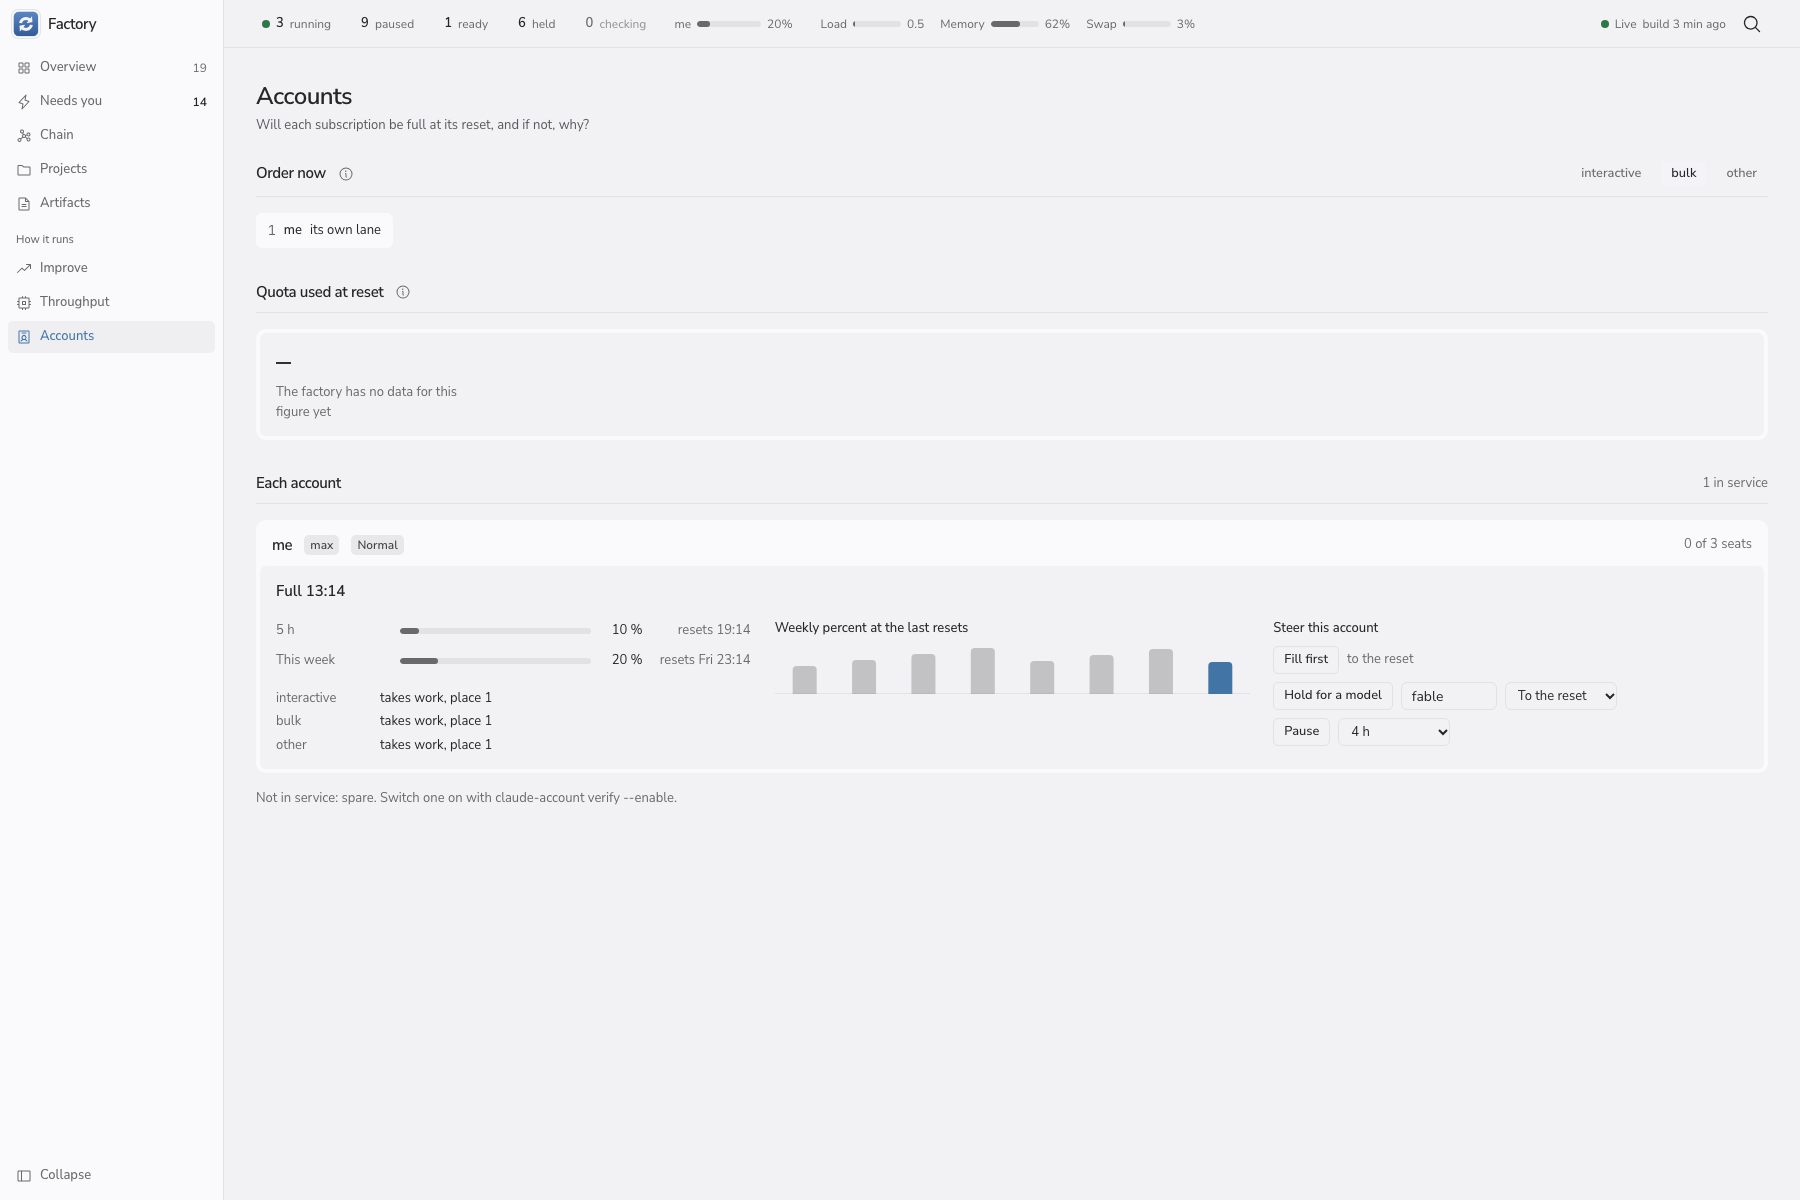 Factory
3 running 9 paused 1 ready 6 held 0 checking me 20% Load 0.5 Memory 62% Swap 3%
Live build 3 min ago
Overview 19
Needs you 14
Chain
Projects
Artifacts
How it runs
Improve
Throughput
Accounts
Collapse
Accounts
Will each subscription be full at its reset, and if not, why?
Order now
interactive bulk other
1 me its own lane
Quota used at reset
—
The factory has no data for this
figure yet
Each account
1 in service
me max Normal
0 of 3 seats
Full 13:14
5 h 10 % resets 19:14
This week 20 % resets Fri 23:14
interactive takes work, place 1
bulk takes work, place 1
other takes work, place 1
Weekly percent at the last resets
Steer this account
Fill first to the reset
Hold for a model fable To the reset
Pause 4 h
Not in service: spare. Switch one on with claude-account verify --enable.